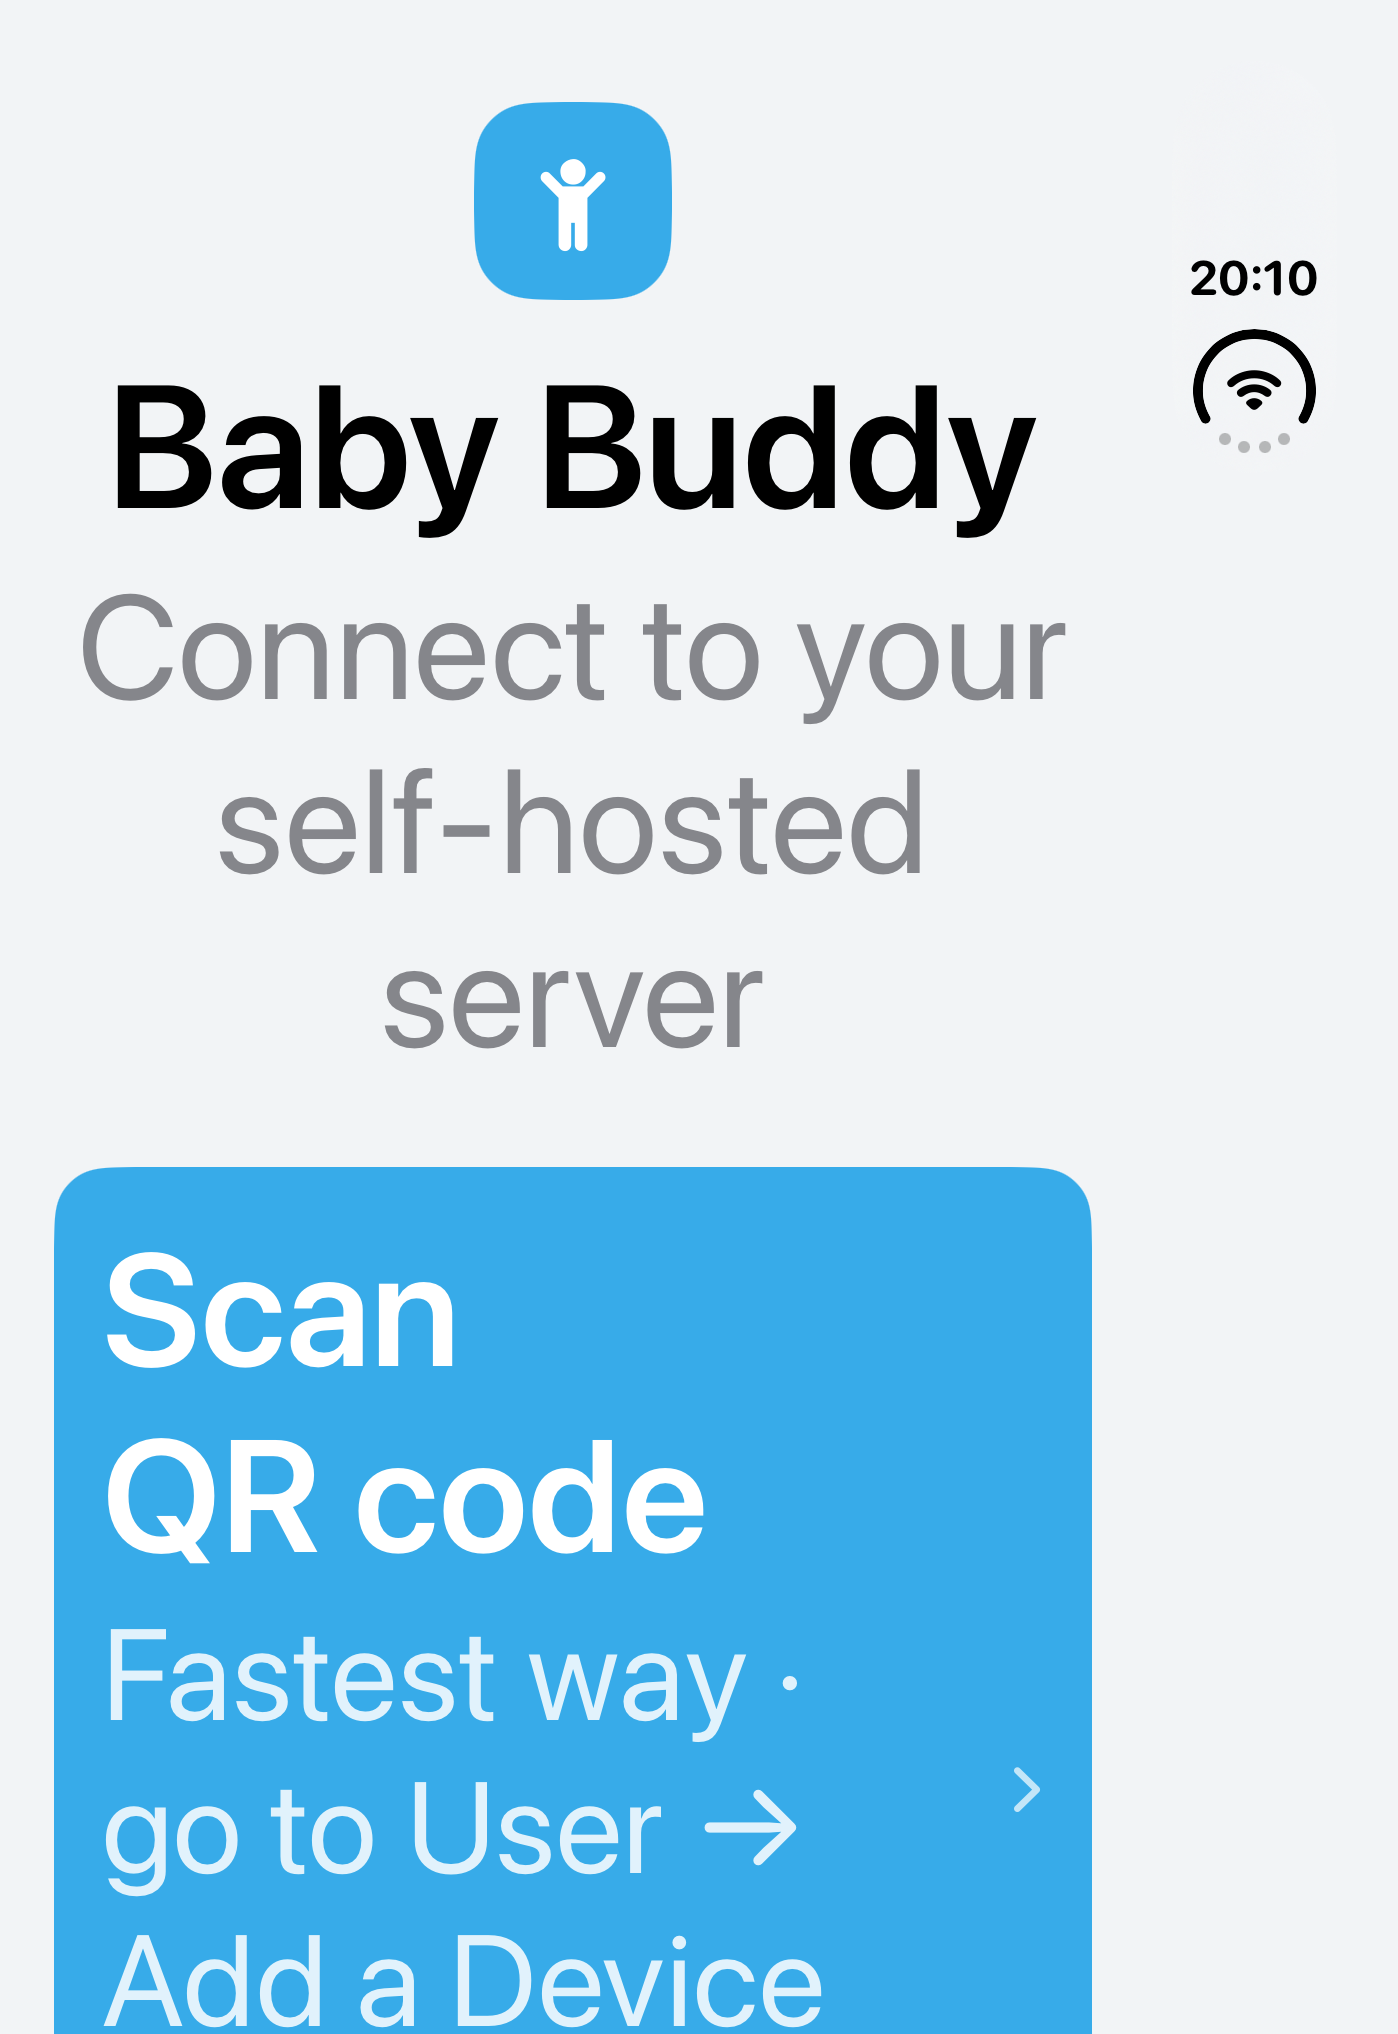 20:10
Baby Buddy
Connect to your
self-hosted
server
Scan
QR code
Fastest way ·
go to User →
Add a Device